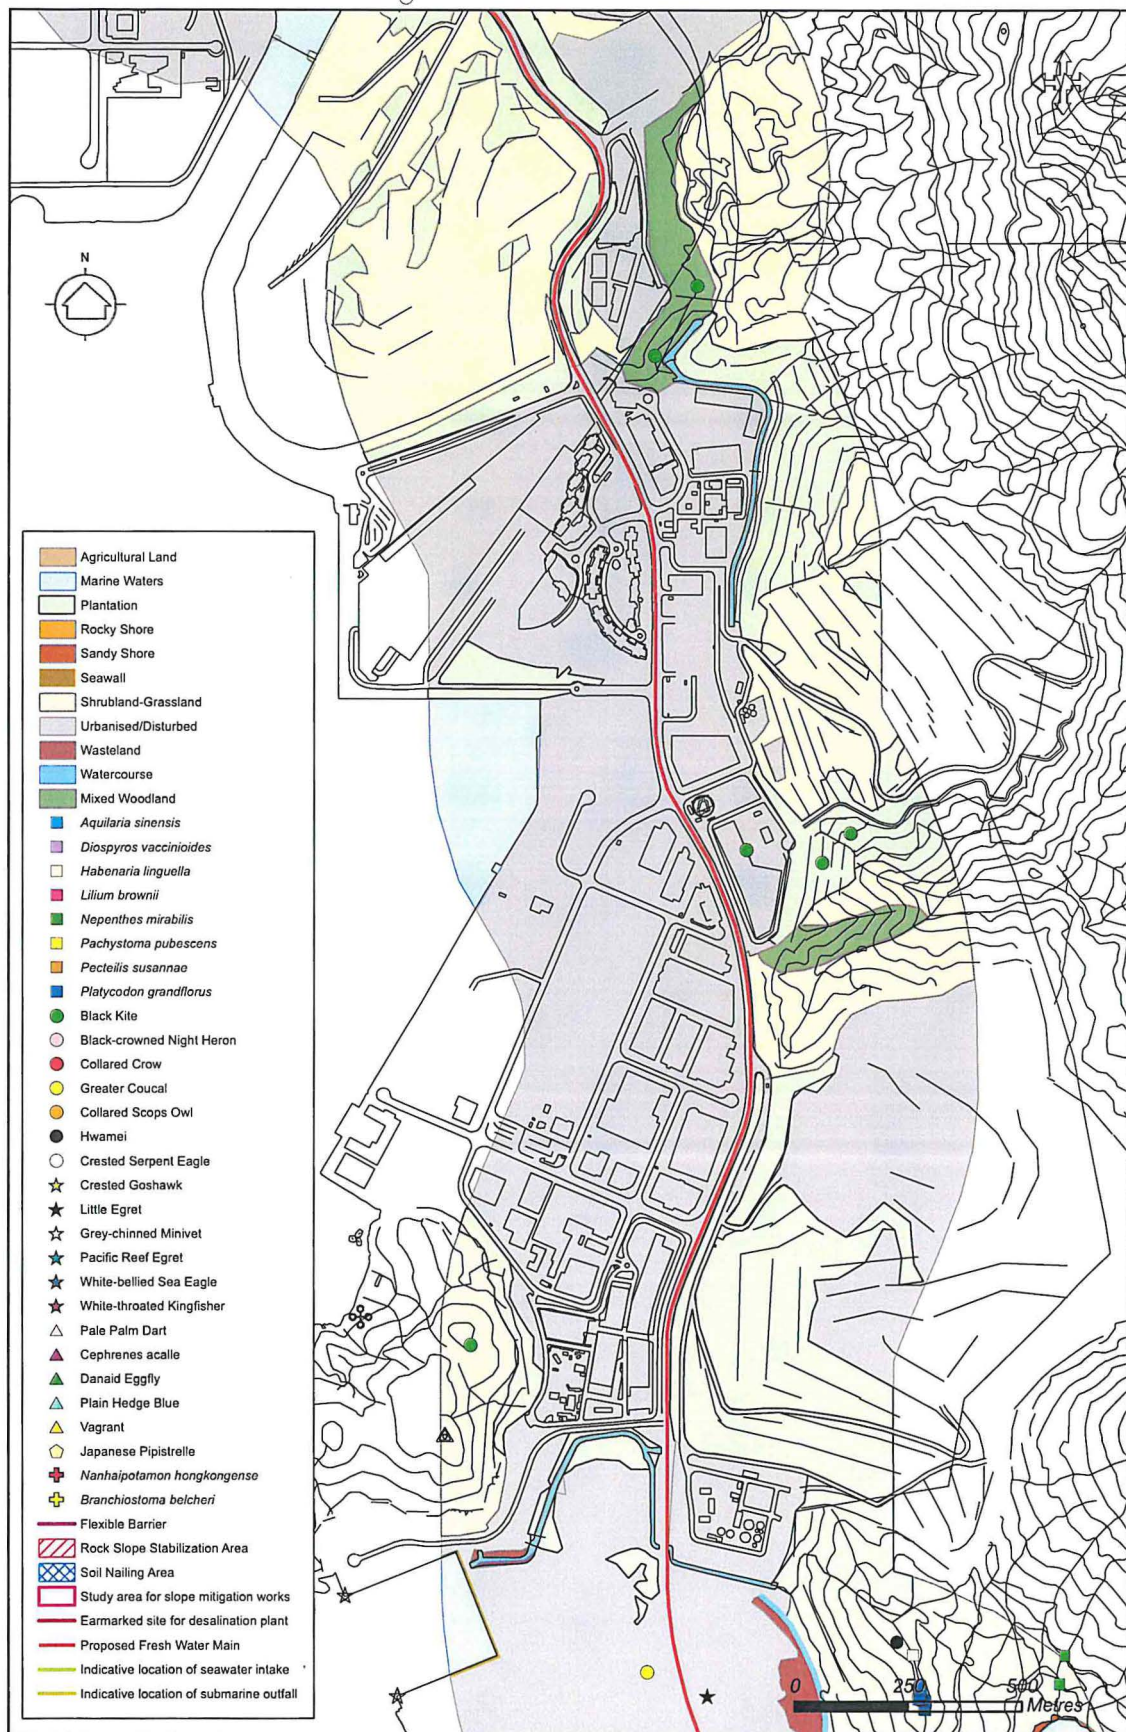 N
Agricultural Land
Marine Waters
Plantation
Rocky Shore
Sandy Shore
Seawall
Shrubland-Grassland
Urbanised/Disturbed
Wasteland
Watercourse
Mixed Woodland
Aquilaria sinensis
Diospyros vaccinioides
Habenaria linguella
Lilium brownii
Nepenthes mirabilis
Pachystoma pubescens
Pecteilis susannae
Platycodon grandflorus
Black Kite
Black-crowned Night Heron
Collared Crow
Greater Coucal
Collared Scops Owl
Hwamei
Crested Serpent Eagle
Crested Goshawk
Little Egret
Grey-chinned Minivet
Pacific Reef Egret
White-bellied Sea Eagle
White-throated Kingfisher
Pale Palm Dart
Cephrenes acalle
Danaid Eggfly
Plain Hedge Blue
Vagrant
Japanese Pipistrelle
Nanhaipotamon hongkongense
Branchiostoma belcheri
Flexible Barrier
Rock Slope Stabilization Area
Soil Nailing Area
Study area for slope mitigation works
Earmarked site for desalination plant
Proposed Fresh Water Main
Indicative location of seawater intake
Indicative location of submarine outfall
0 250 500
Metres